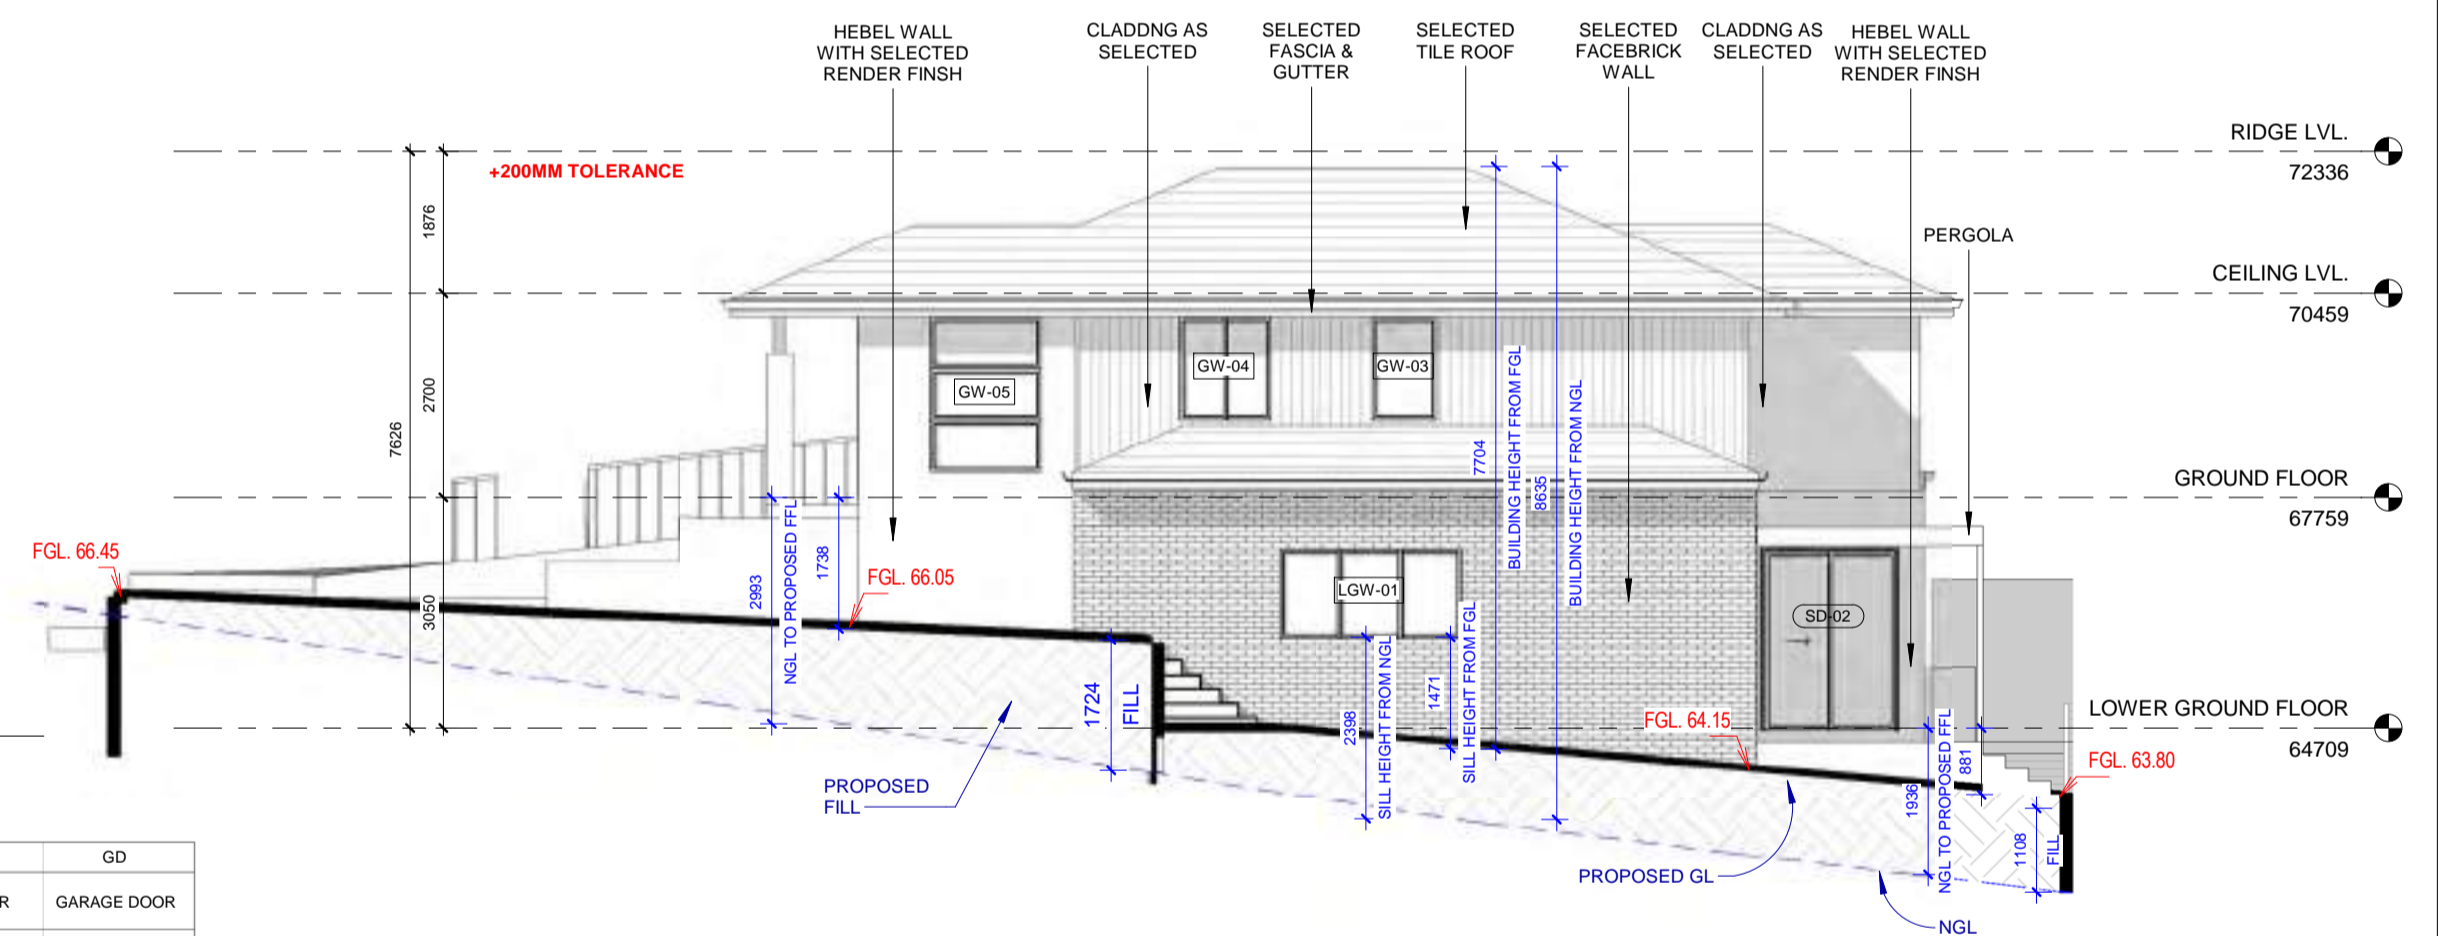 HEBEL WALL
WITH SELECTED
RENDER FINSH
CLADDNG AS
SELECTED
SELECTED
FASCIA &
GUTTER
SELECTED
TILE ROOF
SELECTED
FACEBRICK
WALL
CLADDNG AS
SELECTED
HEBEL WALL
WITH SELECTED
RENDER FINSH
RIDGE LVL.
72336
+200MM TOLERANCE
1876
PERGOLA
CEILING LVL.
70459
2700
7626
GW-05
GW-04
GW-03
7704
BUILDING HEIGHT FROM FGL
8635
BUILDING HEIGHT FROM NGL
GROUND FLOOR
67759
FGL. 66.45
3050
2993
NGL TO PROPOSED FFL
1738
FGL. 66.05
LGW-01
SD-02
1724
FILL
2398
SILL HEIGHT FROM NGL
1471
SILL HEIGHT FROM FGL
FGL. 64.15
LOWER GROUND FLOOR
64709
FGL. 63.80
881
1936
NGL TO PROPOSED FFL
1108
FILL
PROPOSED
FILL
PROPOSED GL
NGL
GD
R
GARAGE DOOR